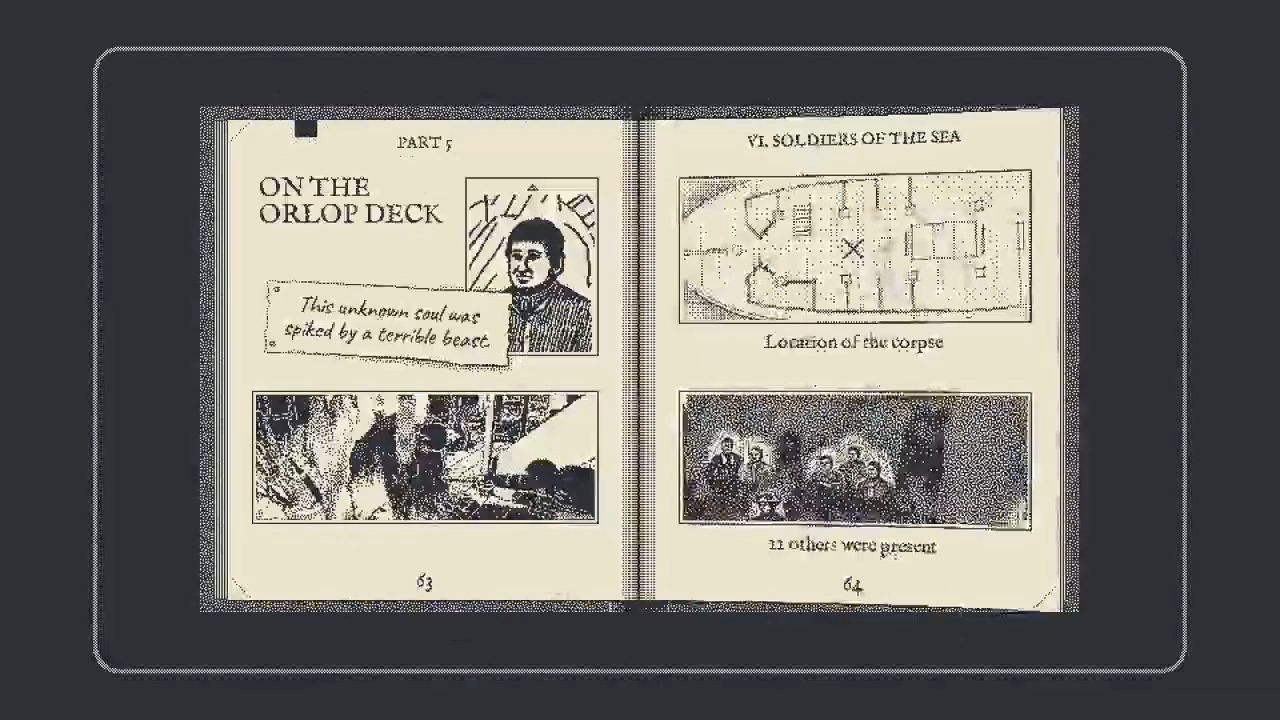 PART 5
ON THE
ORLOP DECK
This unknown soul was
spiked by a terrible beast.
63
VI. SOLDIERS OF THE SEA
Location of the corpse
11 others were present
64